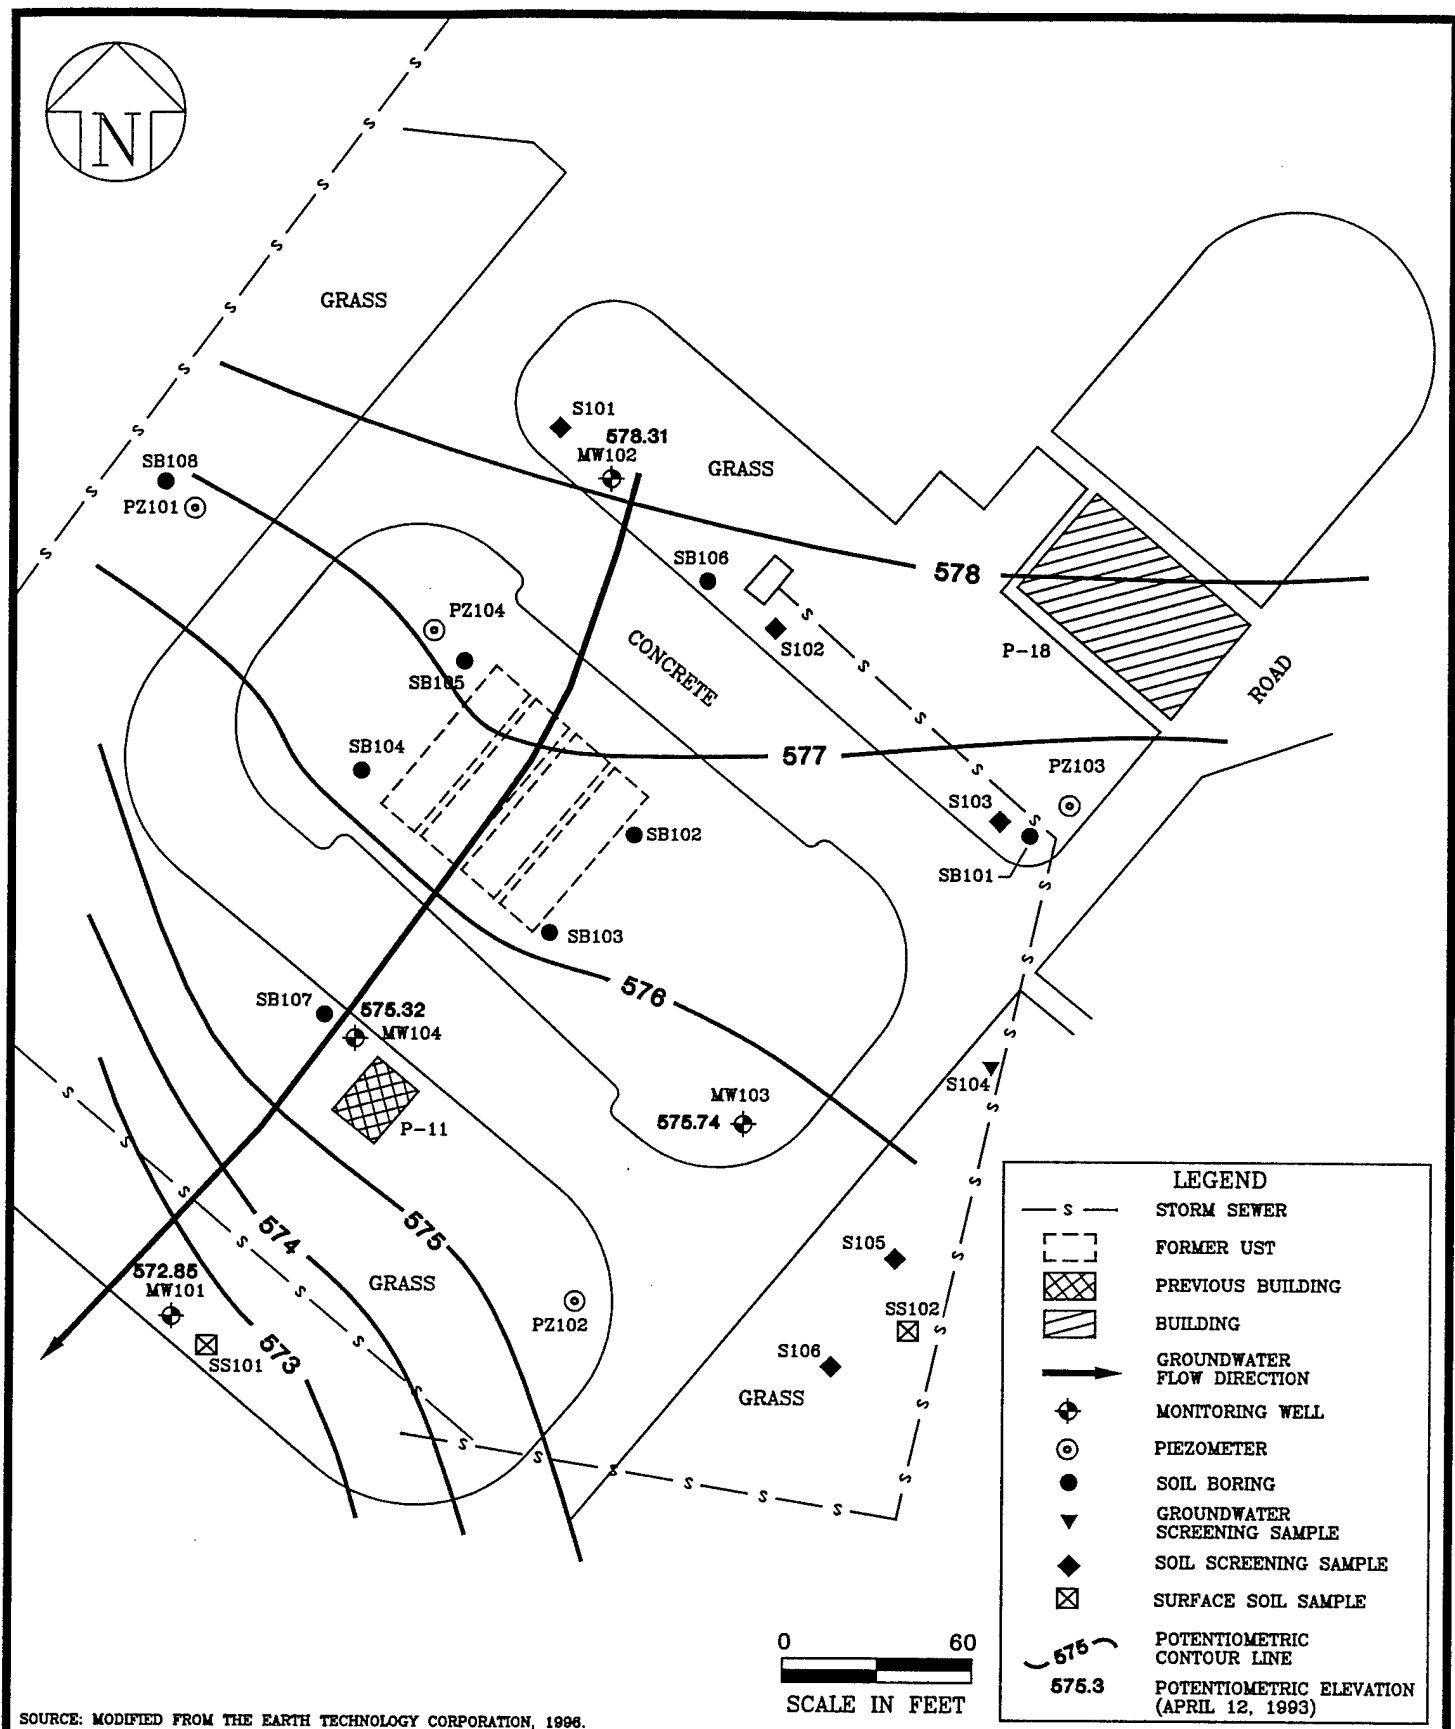 N
GRASS
S101
578.31
MW102
GRASS
SB108
PZ101
SB106
578
PZ104
S102
P-18
CONCRETE
ROAD
SB105
SB104
577
PZ103
S103
SB102
SB101
SB103
576
SB107
575.32
MW104
S104
MW103
575.74
P-11
574
575
S105
572.85
MW101
GRASS
SS102
PZ102
573
SS101
S106
GRASS
LEGEND
S STORM SEWER
FORMER UST
PREVIOUS BUILDING
BUILDING
GROUNDWATER
FLOW DIRECTION
MONITORING WELL
PIEZOMETER
SOIL BORING
GROUNDWATER
SCREENING SAMPLE
SOIL SCREENING SAMPLE
SURFACE SOIL SAMPLE
575 POTENTIOMETRIC
CONTOUR LINE
575.3 POTENTIOMETRIC ELEVATION
(APRIL 12, 1993)
0 60
SCALE IN FEET
SOURCE: MODIFIED FROM THE EARTH TECHNOLOGY CORPORATION, 1996.